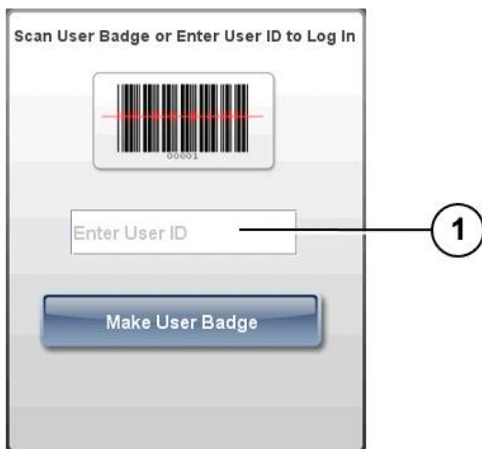 Scan User Badge or Enter User ID to Log In
00001
Enter User ID
1
Make User Badge